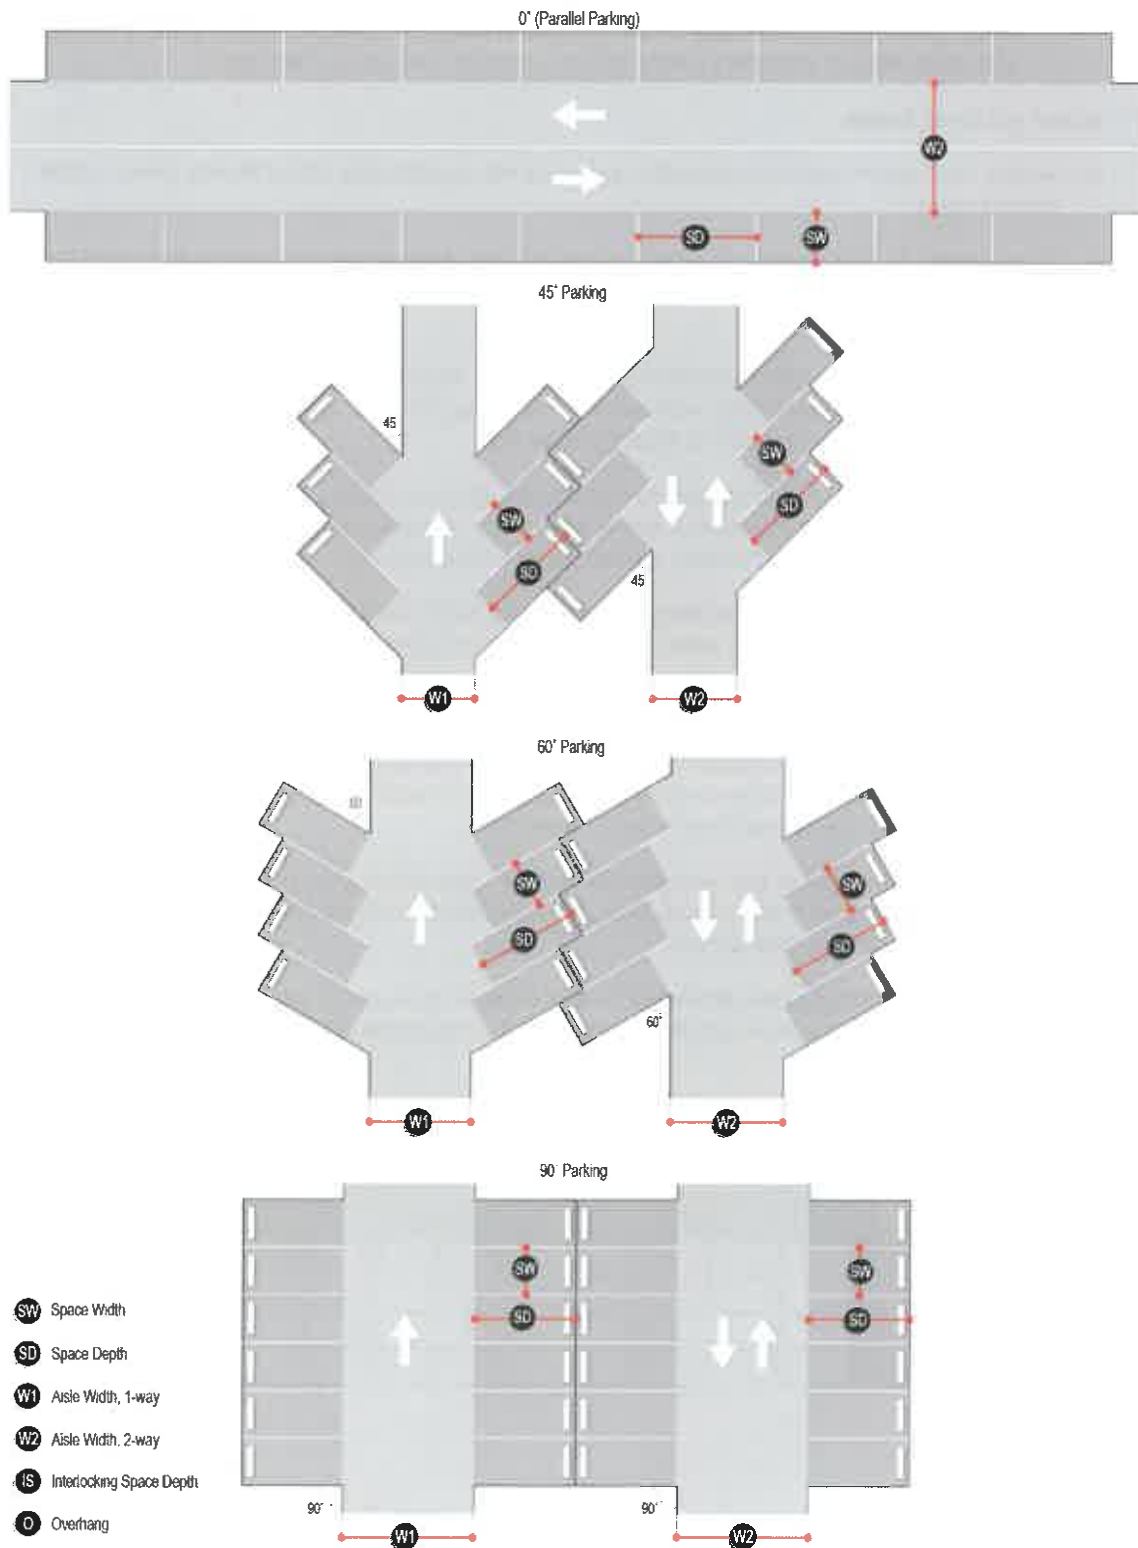 0° (Parallel Parking)
W2
SD
SW
45° Parking
45
SW
SW
SD
SD
45
W1
W2
60° Parking
SW
SW
SD
SD
60°
W1
W2
90° Parking
SW
SW
SD
SD
SW Space Width
SD Space Depth
W1 Aisle Width, 1-way
W2 Aisle Width, 2-way
IS Interlocking Space Depth
O Overhang
90°
90°
W1
W2